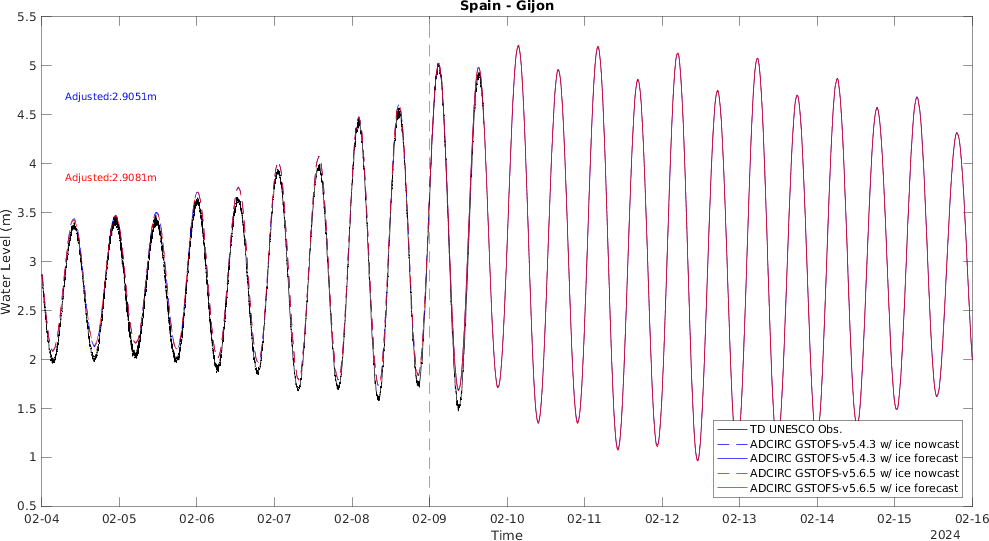 Spain - Gijon
Water Level (m)
5.5
5
4.5
4
3.5
3
2.5
2
1.5
1
0.5
Adjusted:2.9051m
Adjusted:2.9081m
TD UNESCO Obs.
ADCIRC GSTOFS-v5.4.3 w/ ice nowcast
ADCIRC GSTOFS-v5.4.3 w/ ice forecast
ADCIRC GSTOFS-v5.6.5 w/ ice nowcast
ADCIRC GSTOFS-v5.6.5 w/ ice forecast
02-04 02-05 02-06 02-07 02-08 02-09 02-10 02-11 02-12 02-13 02-14 02-15 02-16
Time
2024